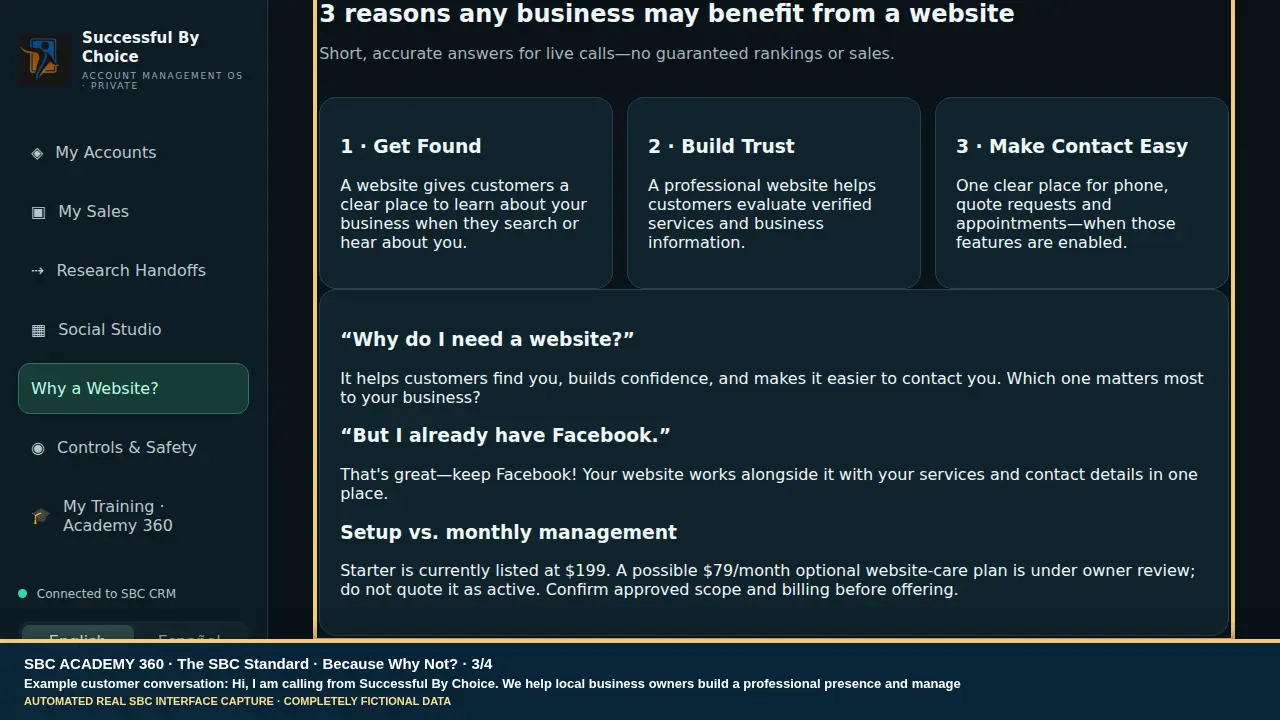 Successful By
Choice
ACCOUNT MANAGEMENT OS
· PRIVATE
My Accounts
My Sales
Research Handoffs
Social Studio
Why a Website?
Controls & Safety
My Training ·
Academy 360
Connected to SBC CRM
English Español
3 reasons any business may benefit from a website
Short, accurate answers for live calls—no guaranteed rankings or sales.
1 · Get Found
A website gives customers a
clear place to learn about your
business when they search or
hear about you.
2 · Build Trust
A professional website helps
customers evaluate verified
services and business
information.
3 · Make Contact Easy
One clear place for phone,
quote requests and
appointments—when those
features are enabled.
“Why do I need a website?”
It helps customers find you, builds confidence, and makes it easier to contact you. Which one matters most
to your business?
“But I already have Facebook.”
That's great—keep Facebook! Your website works alongside it with your services and contact details in one
place.
Setup vs. monthly management
Starter is currently listed at $199. A possible $79/month optional website-care plan is under owner review;
do not quote it as active. Confirm approved scope and billing before offering.
SBC ACADEMY 360 · The SBC Standard · Because Why Not? · 3/4
Example customer conversation: Hi, I am calling from Successful By Choice. We help local business owners build a professional presence and manage
AUTOMATED REAL SBC INTERFACE CAPTURE · COMPLETELY FICTIONAL DATA